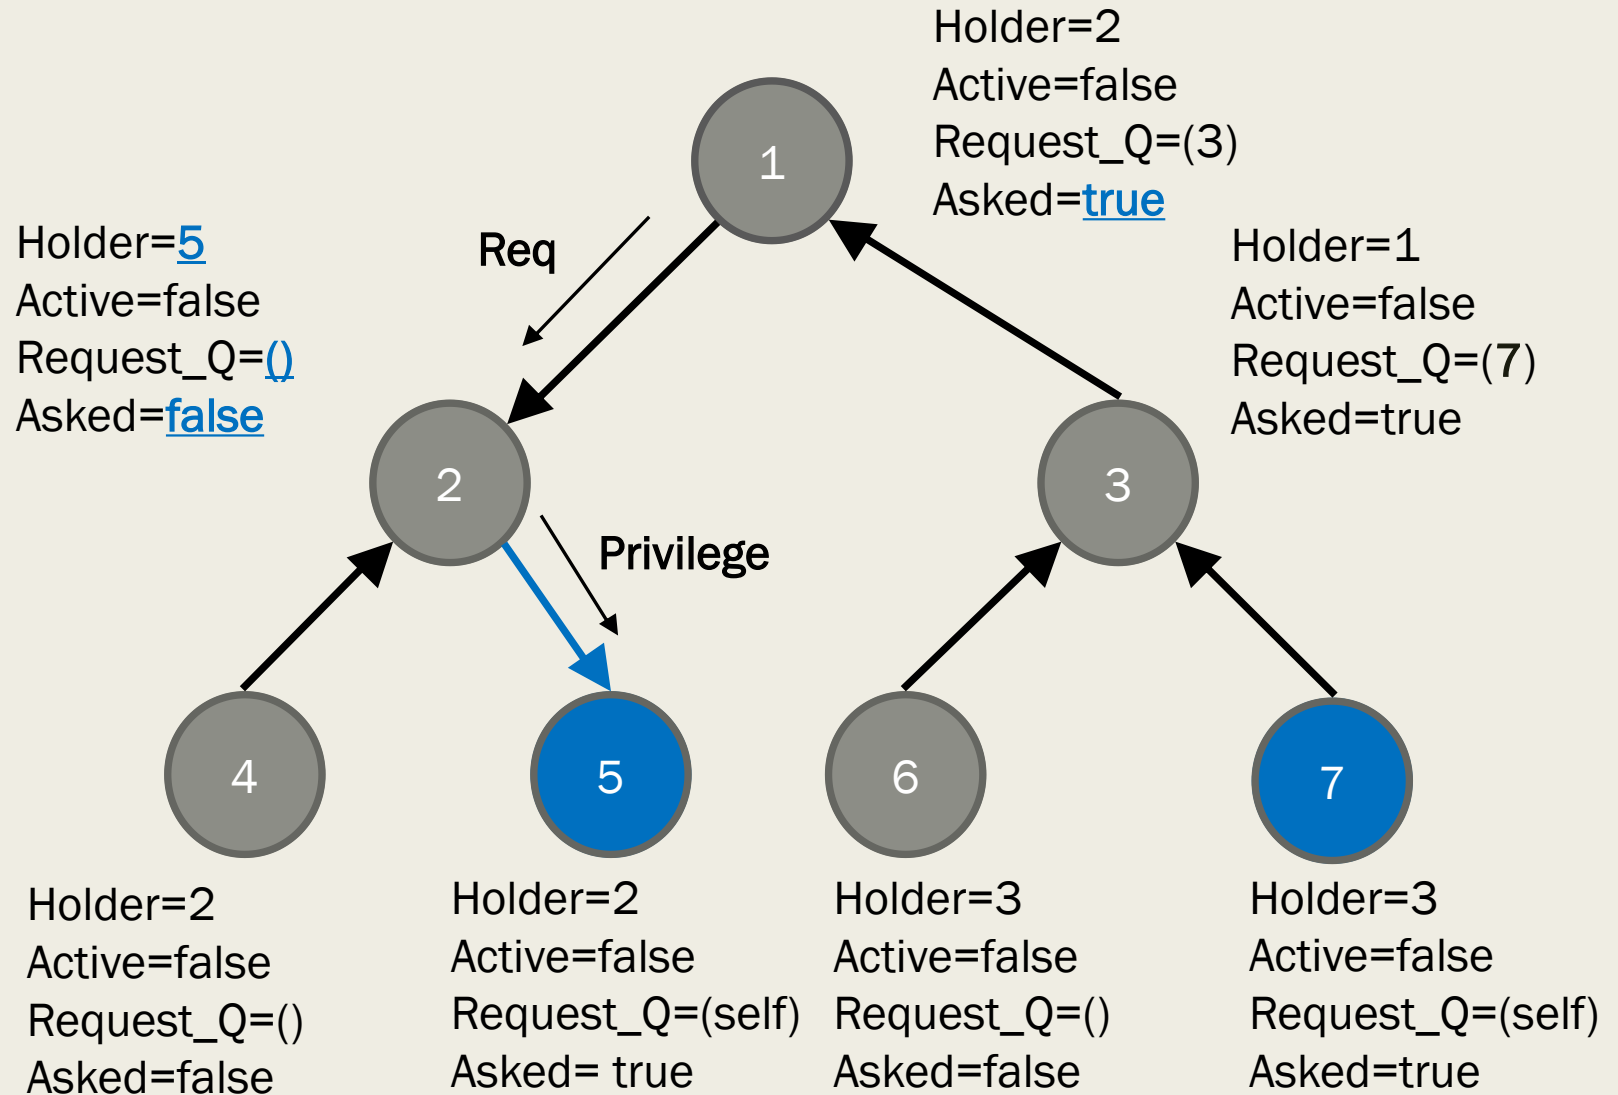 Holder=2
Active=false
Request_Q=(3)
Asked=true
1
Req
Holder=5
Active=false
Request_Q=()
Asked=false
Holder=1
Active=false
Request_Q=(7)
Asked=true
2
3
Privilege
4
5
6
7
Holder=2
Active=false
Request_Q=()
Asked=false
Holder=2
Active=false
Request_Q=(self)
Asked= true
Holder=3
Active=false
Request_Q=()
Asked=false
Holder=3
Active=false
Request_Q=(self)
Asked=true